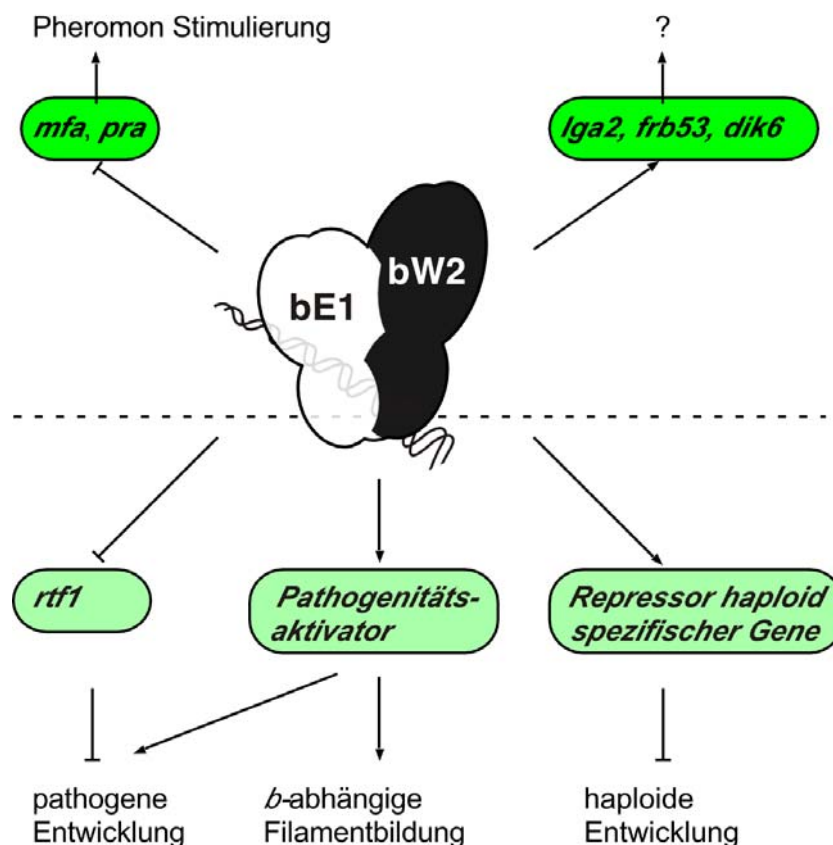 Pheromon Stimulierung
?
mfa, pra
lga2, frb53, dik6
bW2
bE1
rtf1
Pathogenitäts-
aktivator
Repressor haploid
spezifischer Gene
pathogene
Entwicklung
b-abhängige
Filamentbildung
haploide
Entwicklung